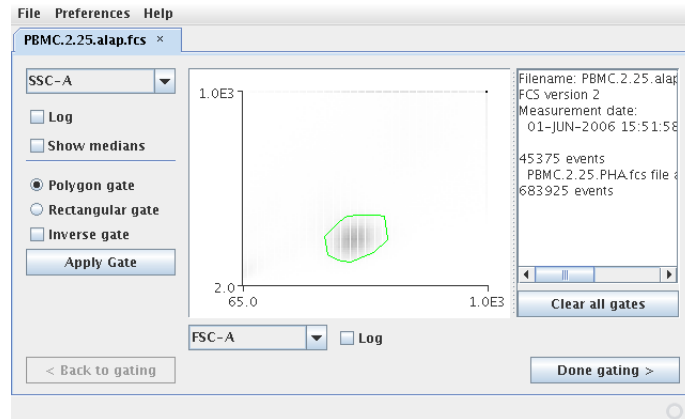 File Preferences Help
PBMC.2.25.alap.fcs ×
SSC-A
Log
Show medians
Polygon gate
Rectangular gate
Inverse gate
Apply Gate
< Back to gating
1.0E3
2.0
65.0 1.0E3
FSC-A Log
Filename: PBMC.2.25.alap
FCS version 2
Measurement date:
01-JUN-2006 15:51:58
45375 events
PBMC.2.25.PHA.fcs file a
683925 events
Clear all gates
Done gating >